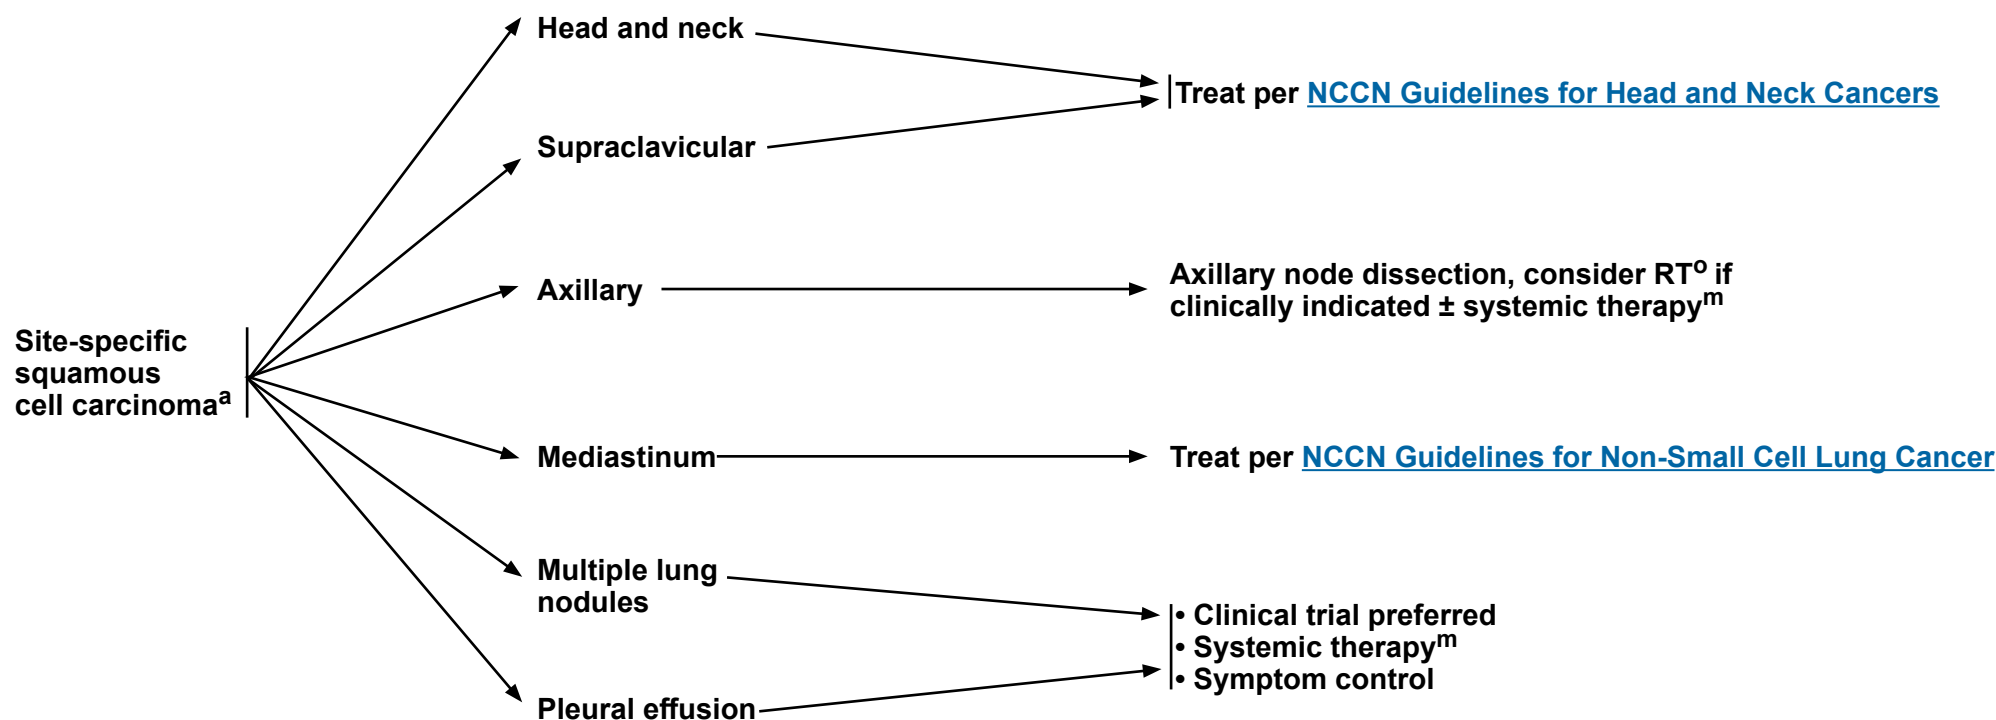 Head and neck
Treat per NCCN Guidelines for Head and Neck Cancers
Supraclavicular
Axillary
Axillary node dissection, consider RTo if
clinically indicated ± systemic therapym
Site-specific
squamous
cell carcinomaa
Mediastinum
Treat per NCCN Guidelines for Non-Small Cell Lung Cancer
Multiple lung
nodules
• Clinical trial preferred
• Systemic therapym
• Symptom control
Pleural effusion